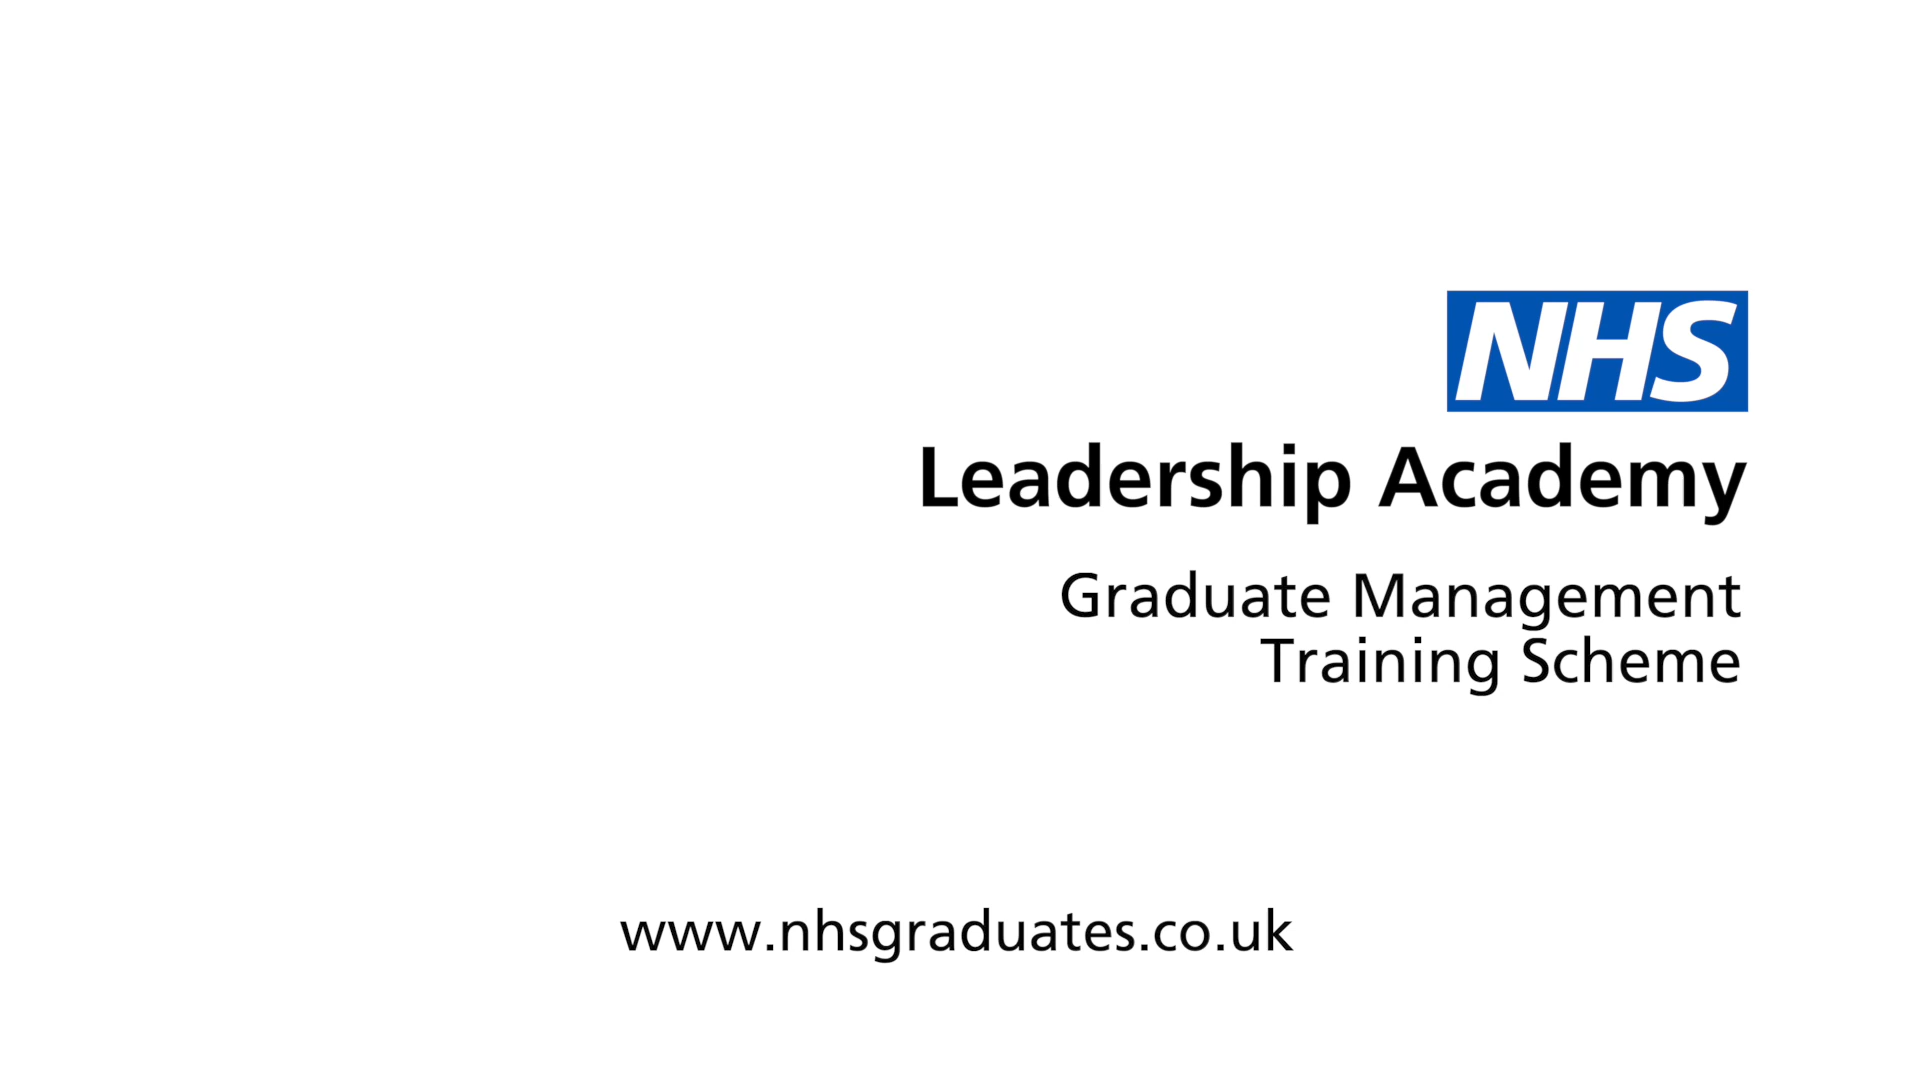 NHS
Leadership Academy
Graduate Management
Training Scheme
www.nhsgraduates.co.uk